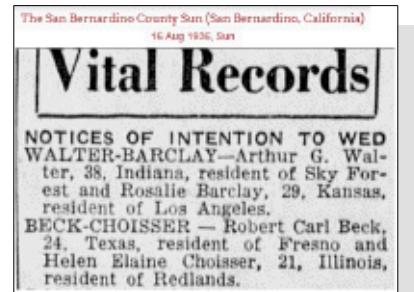 The San Bernardino County Sun (San Bernardino, California)
16 Aug 1936, Sun
Vital Records
NOTICES OF INTENTION TO WED
WALTER-BARCLAY—Arthur G. Wal-
ter, 38, Indiana, resident of Sky For-
est and Rosalie Barclay, 29, Kansas,
resident of Los Angeles.
BECK-CHOISSER — Robert Carl Beck,
24, Texas, resident of Fresno and
Helen Elaine Choisser, 21, Illinois,
resident of Redlands.